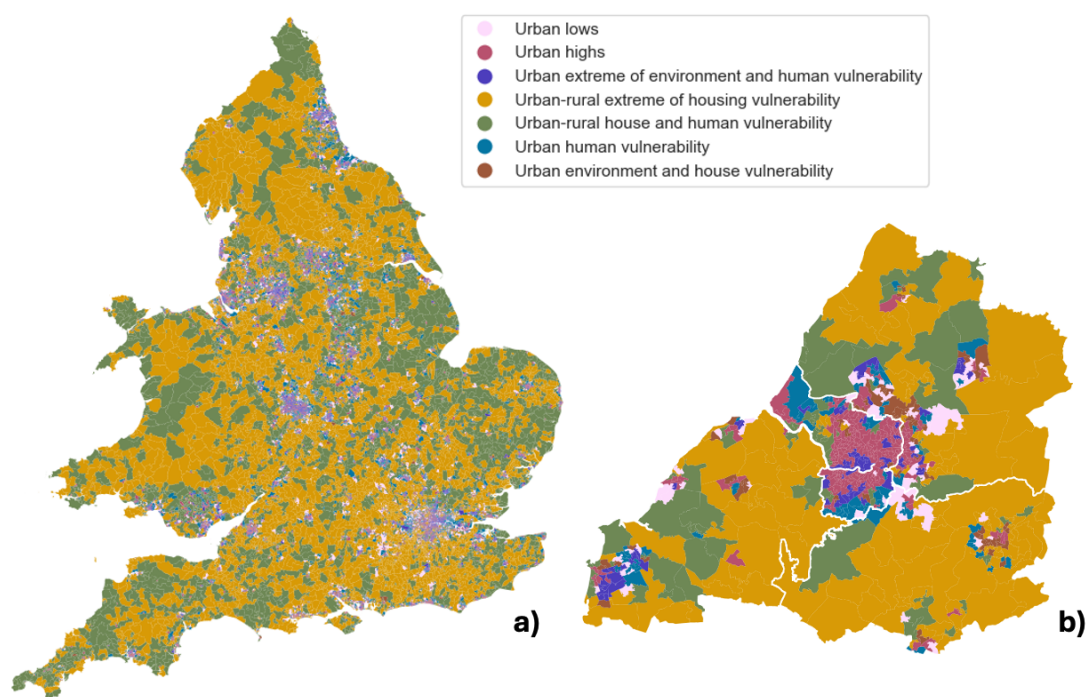 Urban lows
Urban highs
Urban extreme of environment and human vulnerability
Urban-rural extreme of housing vulnerability
Urban-rural house and human vulnerability
Urban human vulnerability
Urban environment and house vulnerability
a)
b)